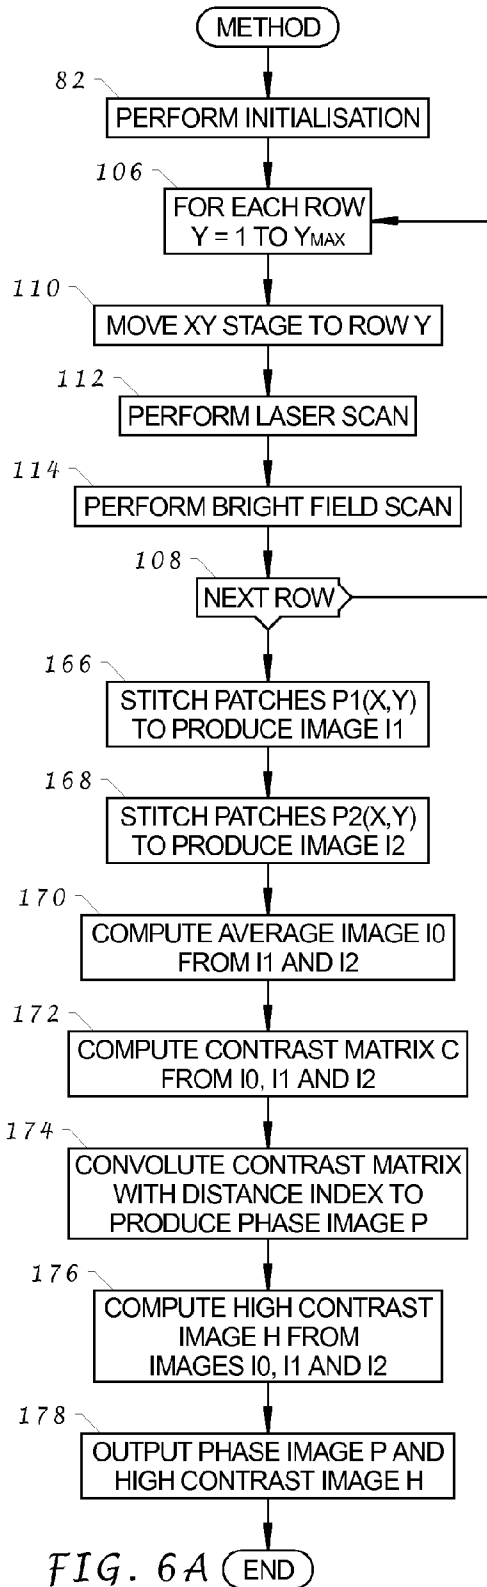 METHOD
82
PERFORM INITIALISATION
106
FOR EACH ROW
Y = 1 TO YMAX
110
MOVE XY STAGE TO ROW Y
112
PERFORM LASER SCAN
114
PERFORM BRIGHT FIELD SCAN
108
NEXT ROW
166
STITCH PATCHES P1(X,Y)
TO PRODUCE IMAGE I1
168
STITCH PATCHES P2(X,Y)
TO PRODUCE IMAGE I2
170
COMPUTE AVERAGE IMAGE I0
FROM I1 AND I2
172
COMPUTE CONTRAST MATRIX C
FROM I0, I1 AND I2
174
CONVOLUTE CONTRAST MATRIX
WITH DISTANCE INDEX TO
PRODUCE PHASE IMAGE P
176
COMPUTE HIGH CONTRAST
IMAGE H FROM
IMAGES I0, I1 AND I2
178
OUTPUT PHASE IMAGE P AND
HIGH CONTRAST IMAGE H
FIG. 6A END